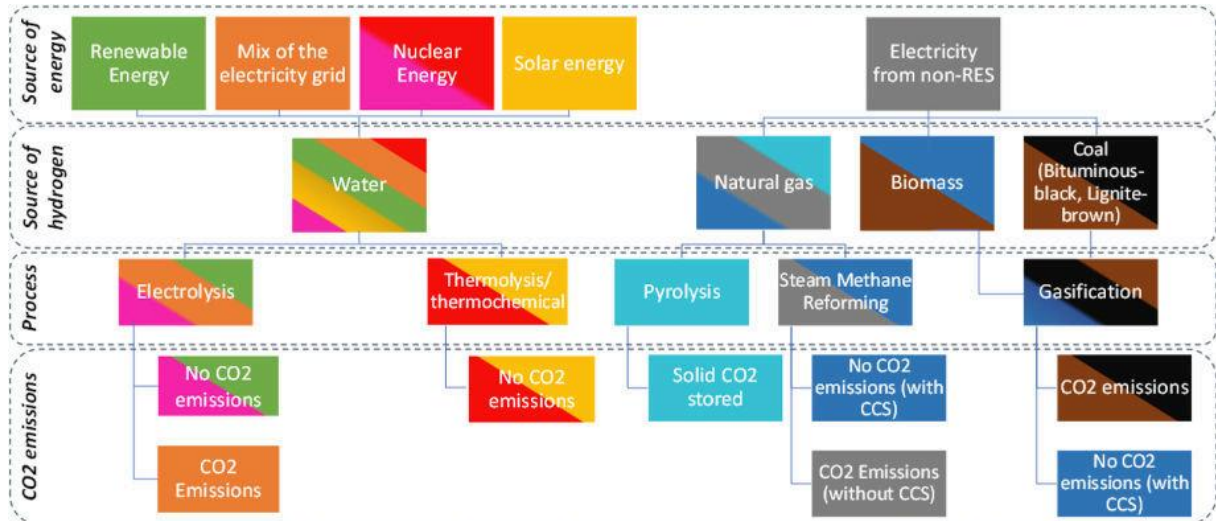 Source of
energy
Renewable
Energy
Mix of the
electricity grid
Nuclear
Energy
Solar energy
Electricity
from non-RES
Source of
hydrogen
Water
Natural gas
Biomass
Coal
(Bituminous-
black, Lignite-
brown)
Process
Electrolysis
Thermolysis/
thermochemical
Pyrolysis
Steam Methane
Reforming
Gasification
CO2 emissions
No CO2
emissions
No CO2
emissions
Solid CO2
stored
No CO2
emissions (with
CCS)
CO2 emissions
CO2
Emissions
CO2 Emissions
(without CCS)
No CO2
emissions (with
CCS)